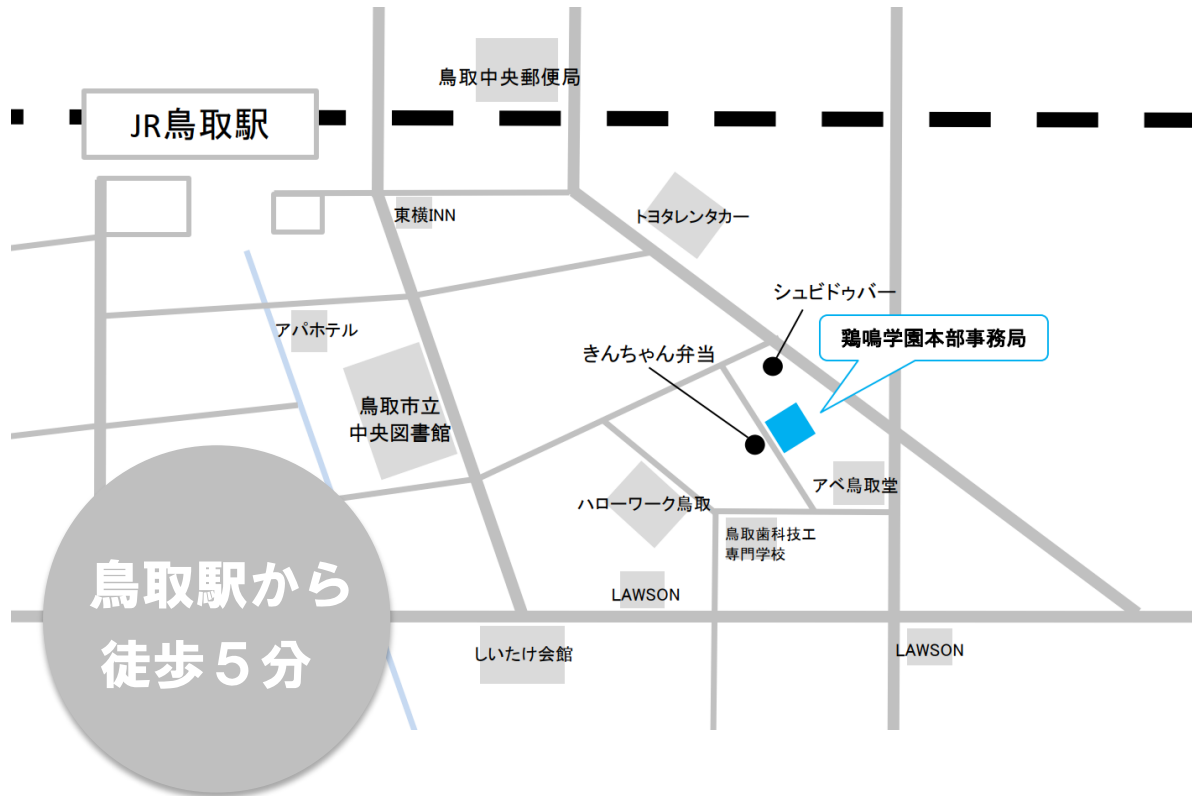 鳥取中央郵便局
JR鳥取駅
東横INN
トヨタレンタカー
シュビドゥバー
鶏鳴学園本部事務局
アパホテル
きんちゃん弁当
鳥取市立
中央図書館
アベ鳥取堂
ハローワーク鳥取
鳥取歯科技工
専門学校
鳥取駅から
徒歩5分
LAWSON
しいたけ会館
LAWSON